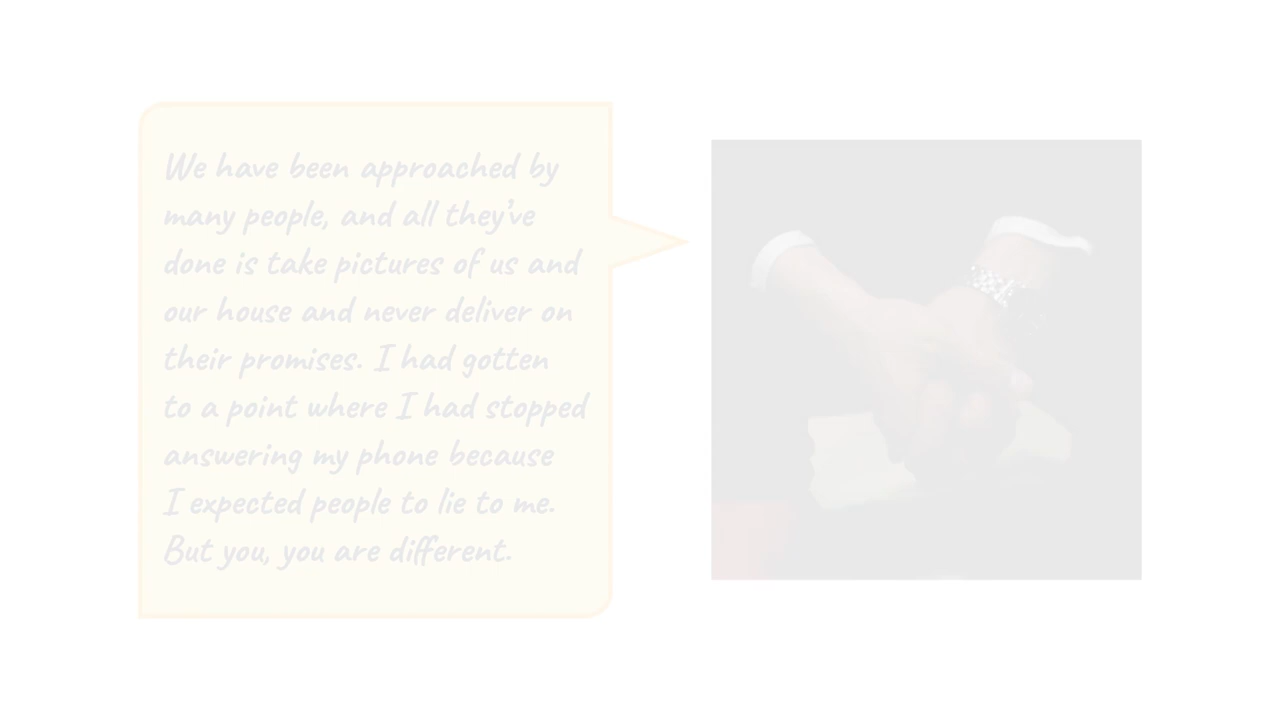 We have been approached by
many people, and all they've
done is take pictures of us and
our house and never deliver on
their promises. I had gotten
to a point where I had stopped
answering my phone because
I expected people to lie to me.
But you, you are different.